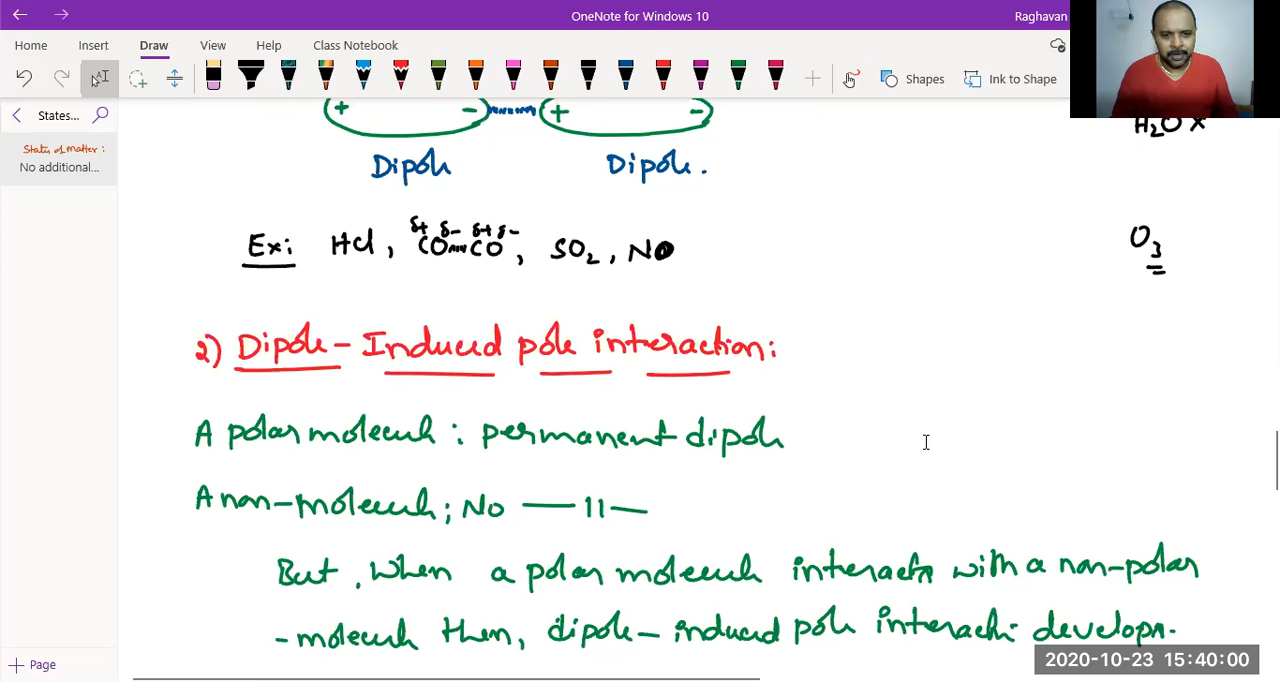 OneNote for Windows 10
Raghavan
Home Insert Draw View Help Class Notebook
Shapes Ink to Shape
States...
States of matter:
No additional...
+ - + -
Dipole Dipole.
H2O x
Ex: HCl, CO CO, SO2, NO
δ+ δ- δ+ δ-
O3
2) Dipole - Induced pole interaction:
A polar molecule: permanent dipole
A non-molecule; No — 11 —
But, when a polar molecule interacts with a non-polar
-molecule then, dipole-induced pole interacti- develops.
+ Page
2020-10-23 15:40:00